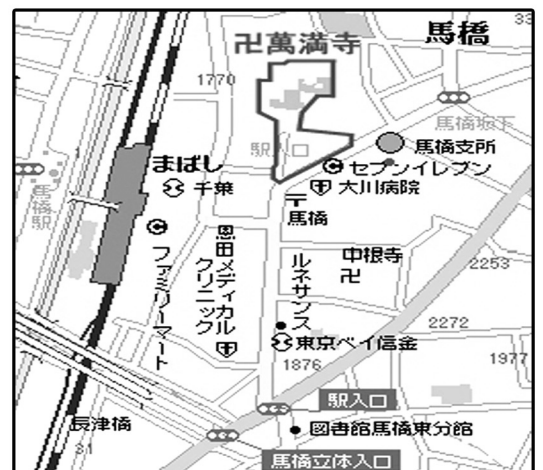 33
馬橋
卍萬満寺
1770
馬橋坂下
駅入口
馬橋支所
まばし
セブンイレブン
千葉
大川病院
馬橋駅
〒
馬橋
恩田メディカル
クリニック
ファミリーマート
ルネサンス
中根寺
卍
2253
2272
東京ベイ信金
1876
1977
駅入口
長津橋
図書館馬橋東分館
31
馬橋立体入口